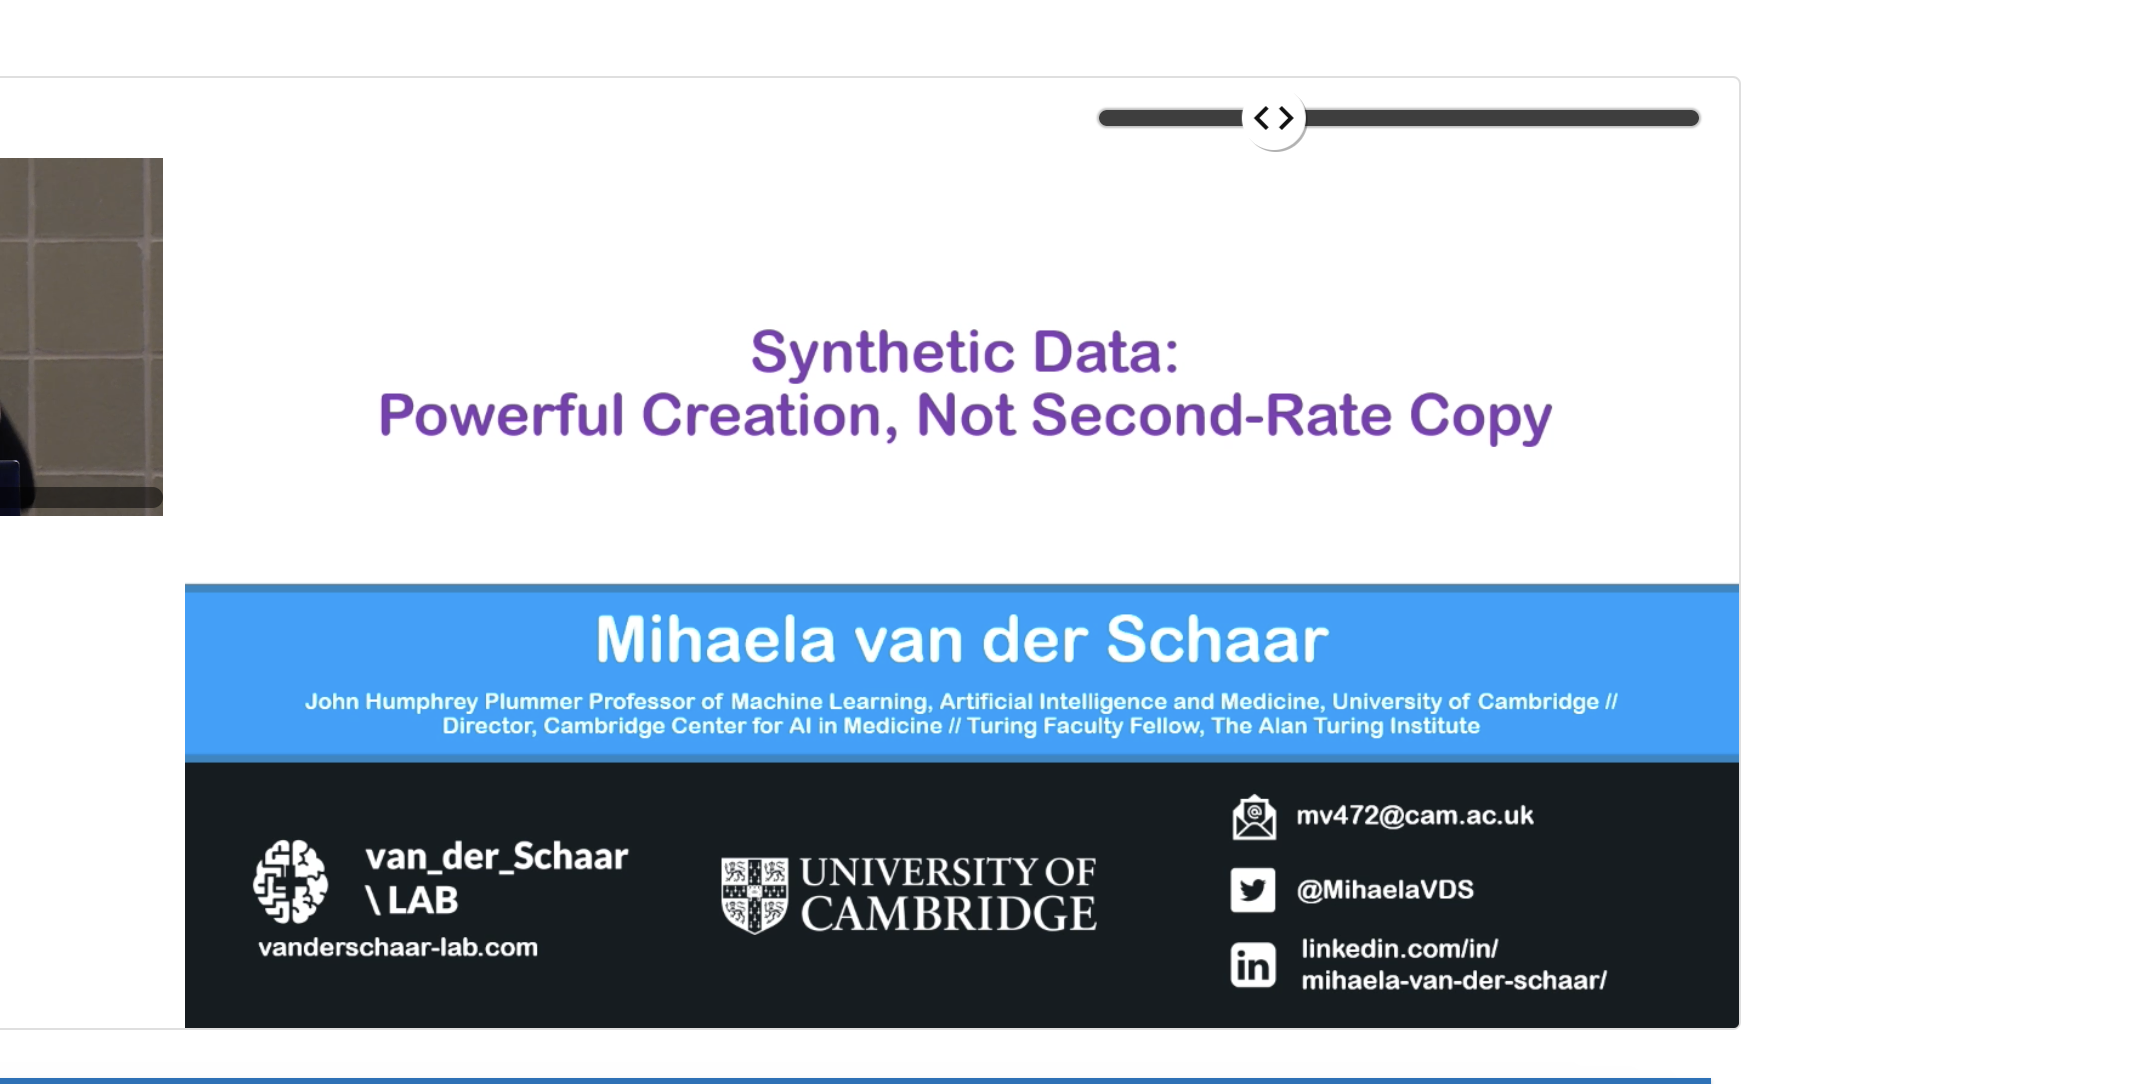 Synthetic Data:
Powerful Creation, Not Second-Rate Copy
Mihaela van der Schaar
John Humphrey Plummer Professor of Machine Learning, Artificial Intelligence and Medicine, University of Cambridge //
Director, Cambridge Center for AI in Medicine // Turing Faculty Fellow, The Alan Turing Institute
van_der_Schaar
\ LAB
vanderschaar-lab.com
UNIVERSITY OF
CAMBRIDGE
mv472@cam.ac.uk
@MihaelaVDS
in
linkedin.com/in/
mihaela-van-der-schaar/